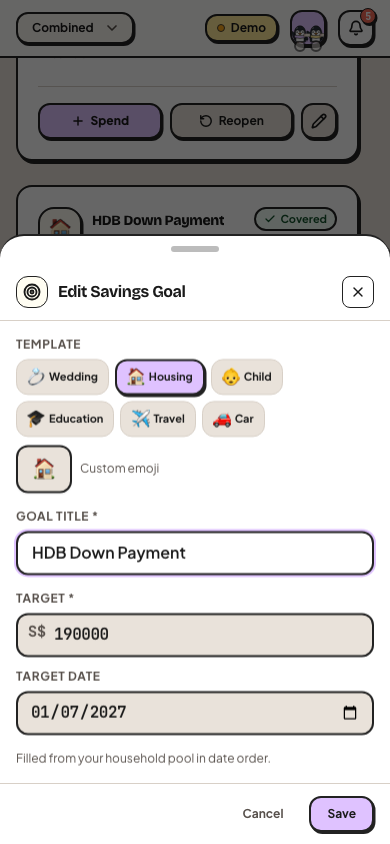 Combined
Demo
5
Spend
Reopen
HDB Down Payment
Covered
Edit Savings Goal
TEMPLATE
Wedding
Housing
Child
Education
Travel
Car
Custom emoji
GOAL TITLE *
HDB Down Payment
TARGET *
S$ 190000
TARGET DATE
01/07/2027
Filled from your household pool in date order.
Cancel
Save